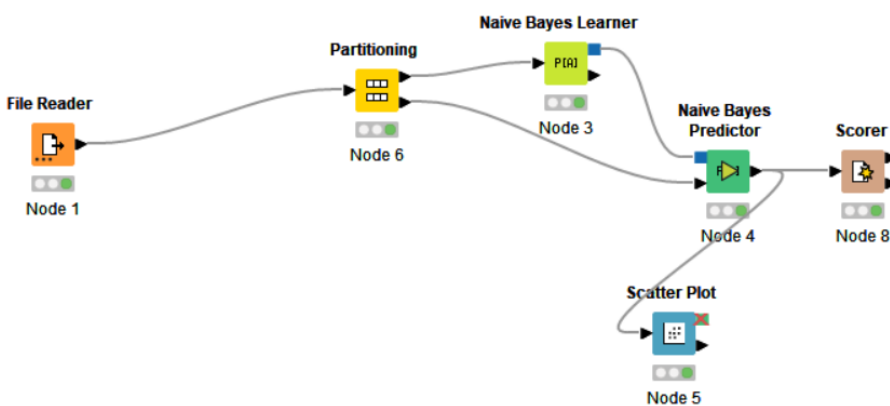 Naive Bayes Learner
Partitioning
P[A]
File Reader
Node 3
Naive Bayes
Predictor
Scorer
Node 6
Node 1
Node 4
Node 8
Scatter Plot
Node 5